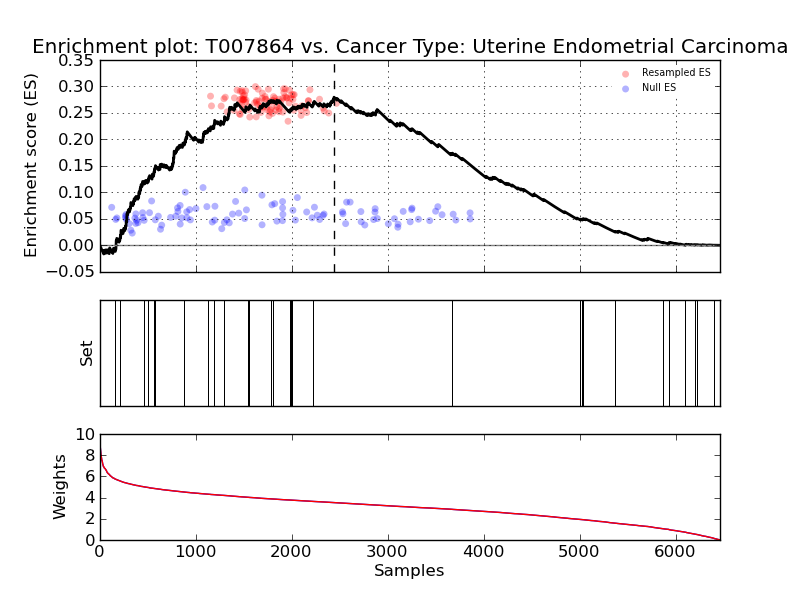 Enrichment plot: T007864 vs. Cancer Type: Uterine Endometrial Carcinoma
Enrichment score (ES)
0.35
0.30
0.25
0.20
0.15
0.10
0.05
0.00
−0.05
Resampled ES
Null ES
Set
Weights
10
8
6
4
2
0
0 1000 2000 3000 4000 5000 6000
Samples